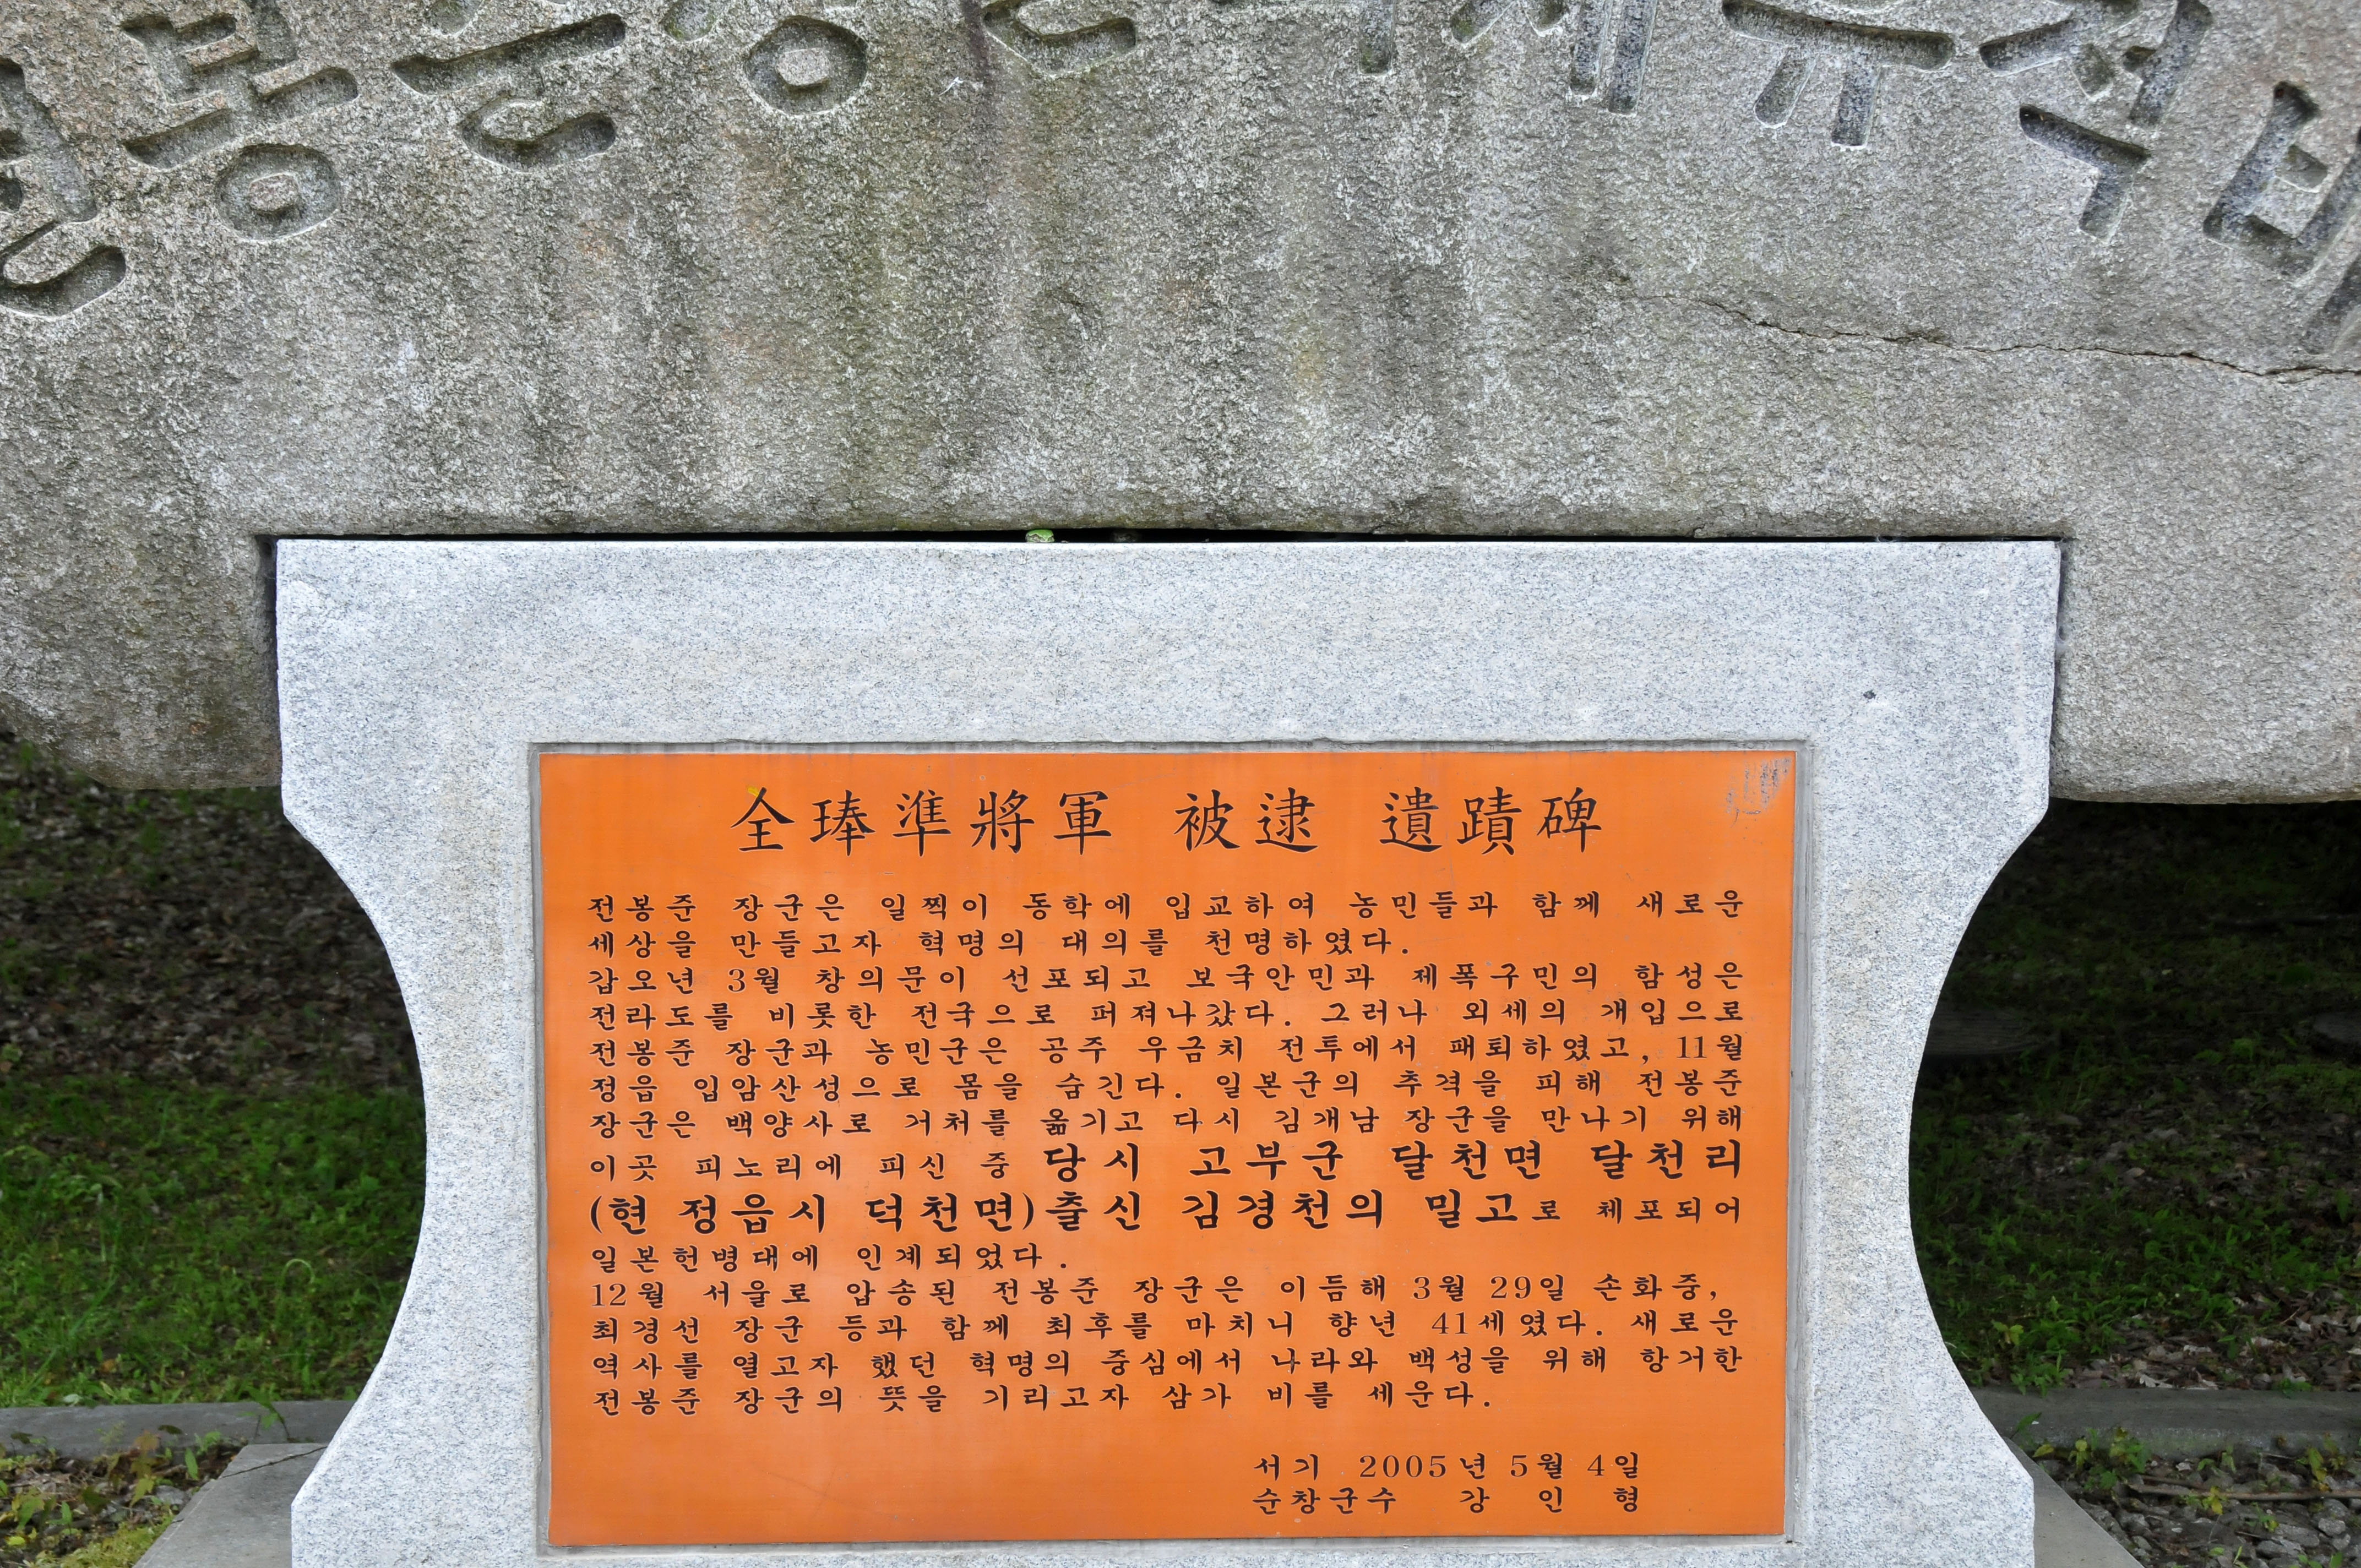 全琫準將軍 被逮 遺蹟碑
전봉준 장군은 일찍이 동학에 입교하여 농민들과 함께 새로운
세상을 만들고자 혁명의 대의를 천명하였다.
갑오년 3월 창의문이 선포되고 보국안민과 제폭구민의 함성은
전라도를 비롯한 전국으로 퍼져나갔다. 그러나 외세의 개입으로
전봉준 장군과 농민군은 공주 우금치 전투에서 패퇴하였고, 11월
정읍 입암산성으로 몸을 숨긴다. 일본군의 추격을 피해 전봉준
장군은 백양사로 거처를 옮기고 다시 김개남 장군을 만나기 위해
이곳 피노리에 피신 중 당시 고부군 달천면 달천리
(현 정읍시 덕천면)출신 김경천의 밀고로 체포되어
일본헌병대에 인계되었다.
12월 서울로 압송된 전봉준 장군은 이듬해 3월 29일 손화중,
최경선 장군 등과 함께 최후를 마치니 향년 41세였다. 새로운
역사를 열고자 했던 혁명의 중심에서 나라와 백성을 위해 항거한
전봉준 장군의 뜻을 기리고자 삼가 비를 세운다.
서기 2005년 5월 4일
순창군수 강 인 형